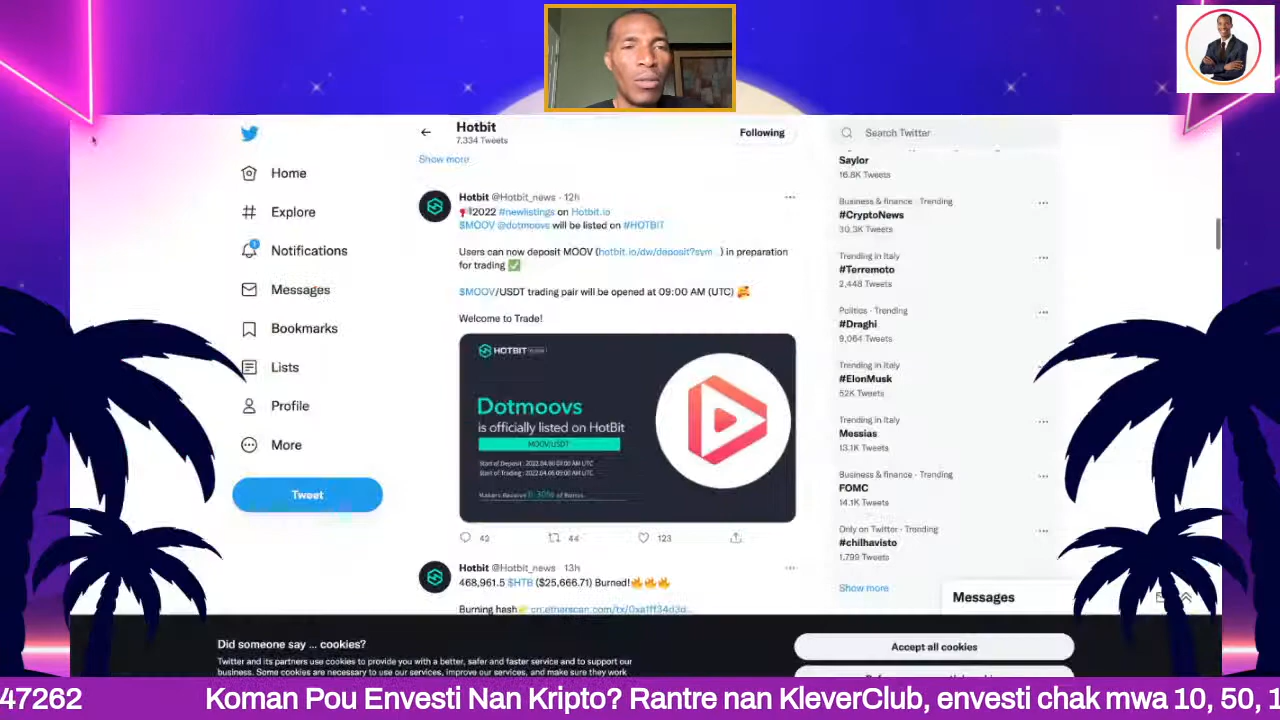 Hotbit
7,334 Tweets
Following
Search Twitter
Show more
Home
Explore
Notifications
Messages
Bookmarks
Lists
Profile
More
Tweet
Hotbit @Hotbit_news · 12h
2022 #newlistings on Hotbit.io
$MOOV @dotmoovs will be listed on #HOTBIT
Users can now deposit MOOV (hotbit.io/dw/deposit?sym...) in preparation
for trading
$MOOV/USDT trading pair will be opened at 09:00 AM (UTC)
Welcome to Trade!
HOTBIT
Dotmoovs
is officially listed on HotBit
MOOV/USDT
42
44
123
Hotbit @Hotbit_news · 13h
468,961.5 $HTB ($25,666.71) Burned!
Burning hash
Saylor
16.8K Tweets
Business & finance · Trending
#CryptoNews
30.3K Tweets
Trending in Italy
#Terremoto
2,448 Tweets
Politics · Trending
#Draghi
9,064 Tweets
Trending in Italy
#ElonMusk
52K Tweets
Trending in Italy
Messias
13.1K Tweets
Business & finance · Trending
FOMC
14.1K Tweets
Only on Twitter · Trending
#chilhavisto
1,799 Tweets
Show more
Messages
Did someone say ... cookies?
Twitter and its partners use cookies to provide you with a better, safer and faster service and to support our
business. Some cookies are necessary to use our services, improve our services, and make sure they work
Accept all cookies
47262
Koman Pou Envesti Nan Kripto? Rantre nan KleverClub, envesti chak mwa 10, 50, 1